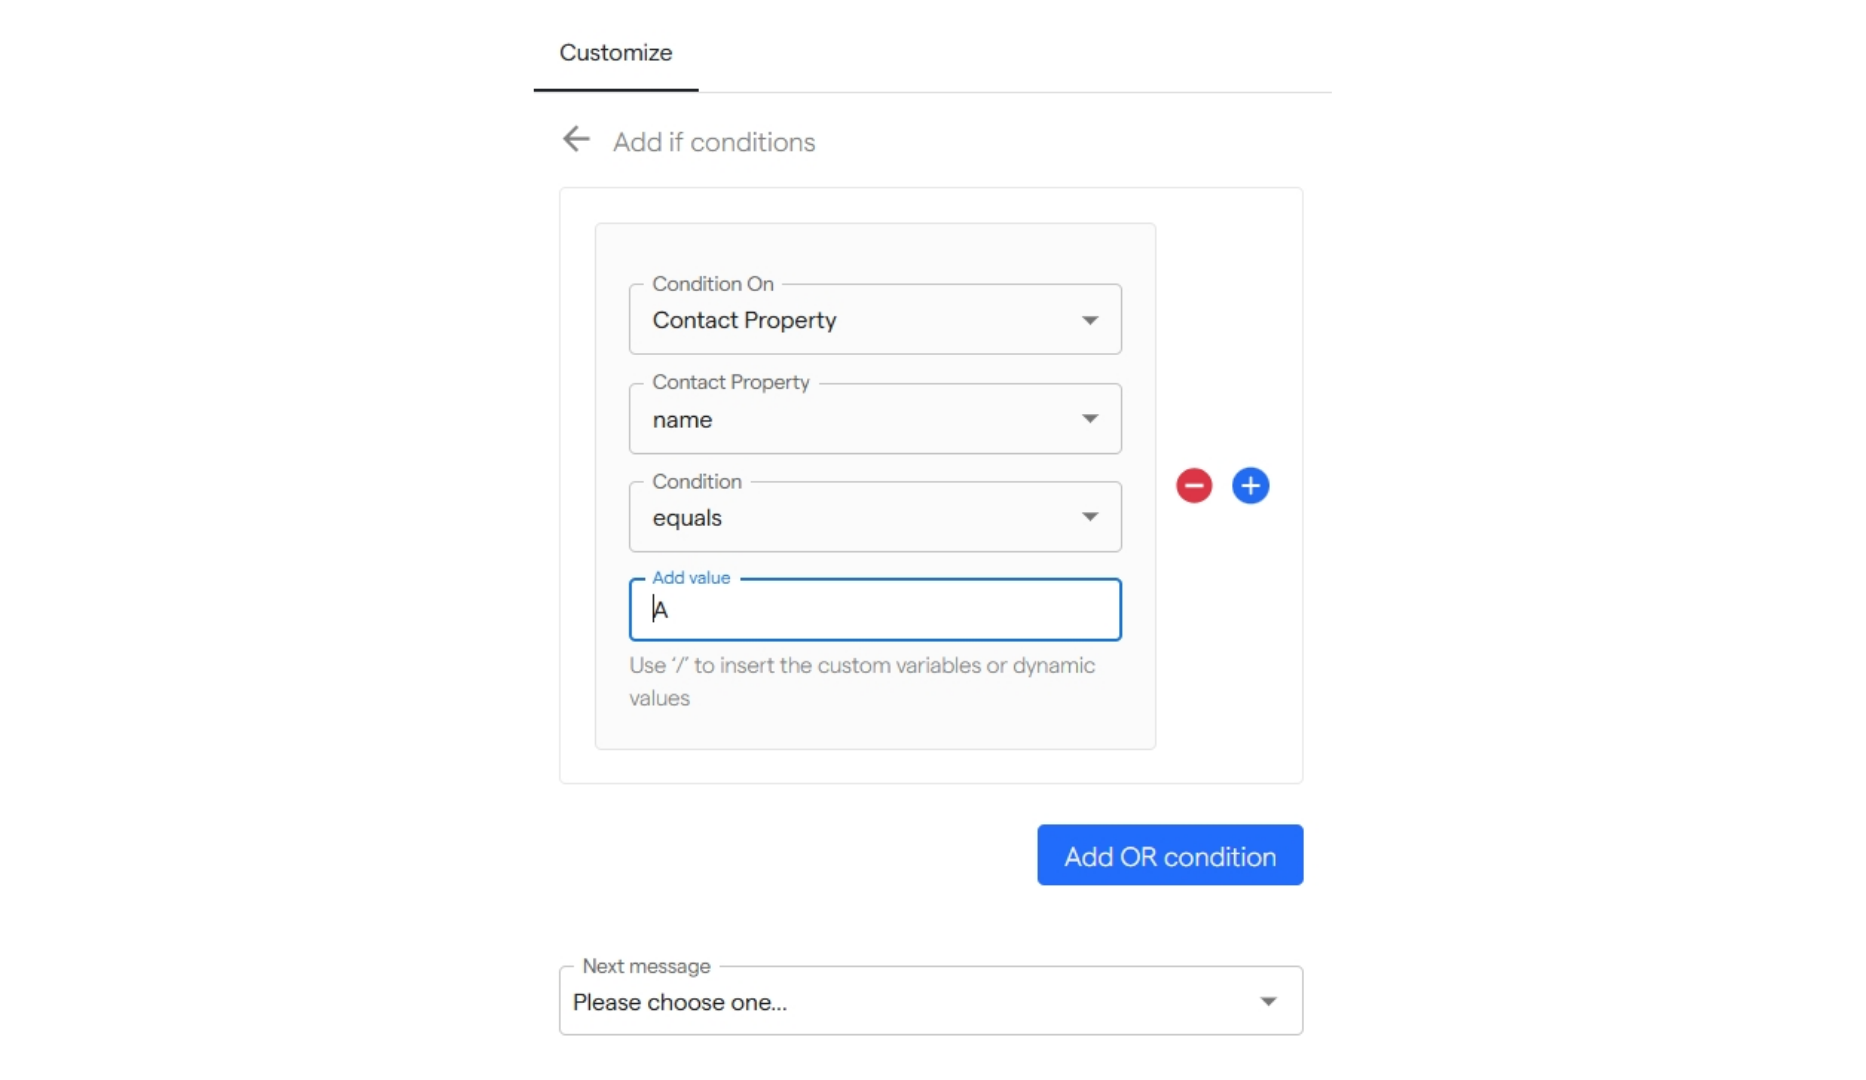 Customize
Add if conditions
Condition On
Contact Property
Contact Property
name
Condition
equals
Add value
A
Use ‘/’ to insert the custom variables or dynamic
values
Add OR condition
Next message
Please choose one...